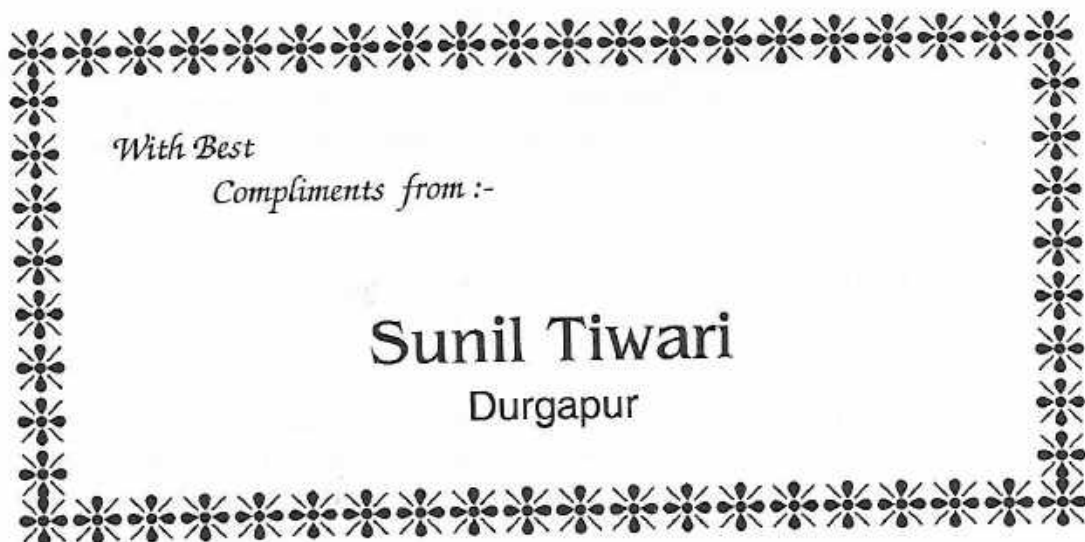 With Best
Compliments from :-
Sunil Tiwari
Durgapur